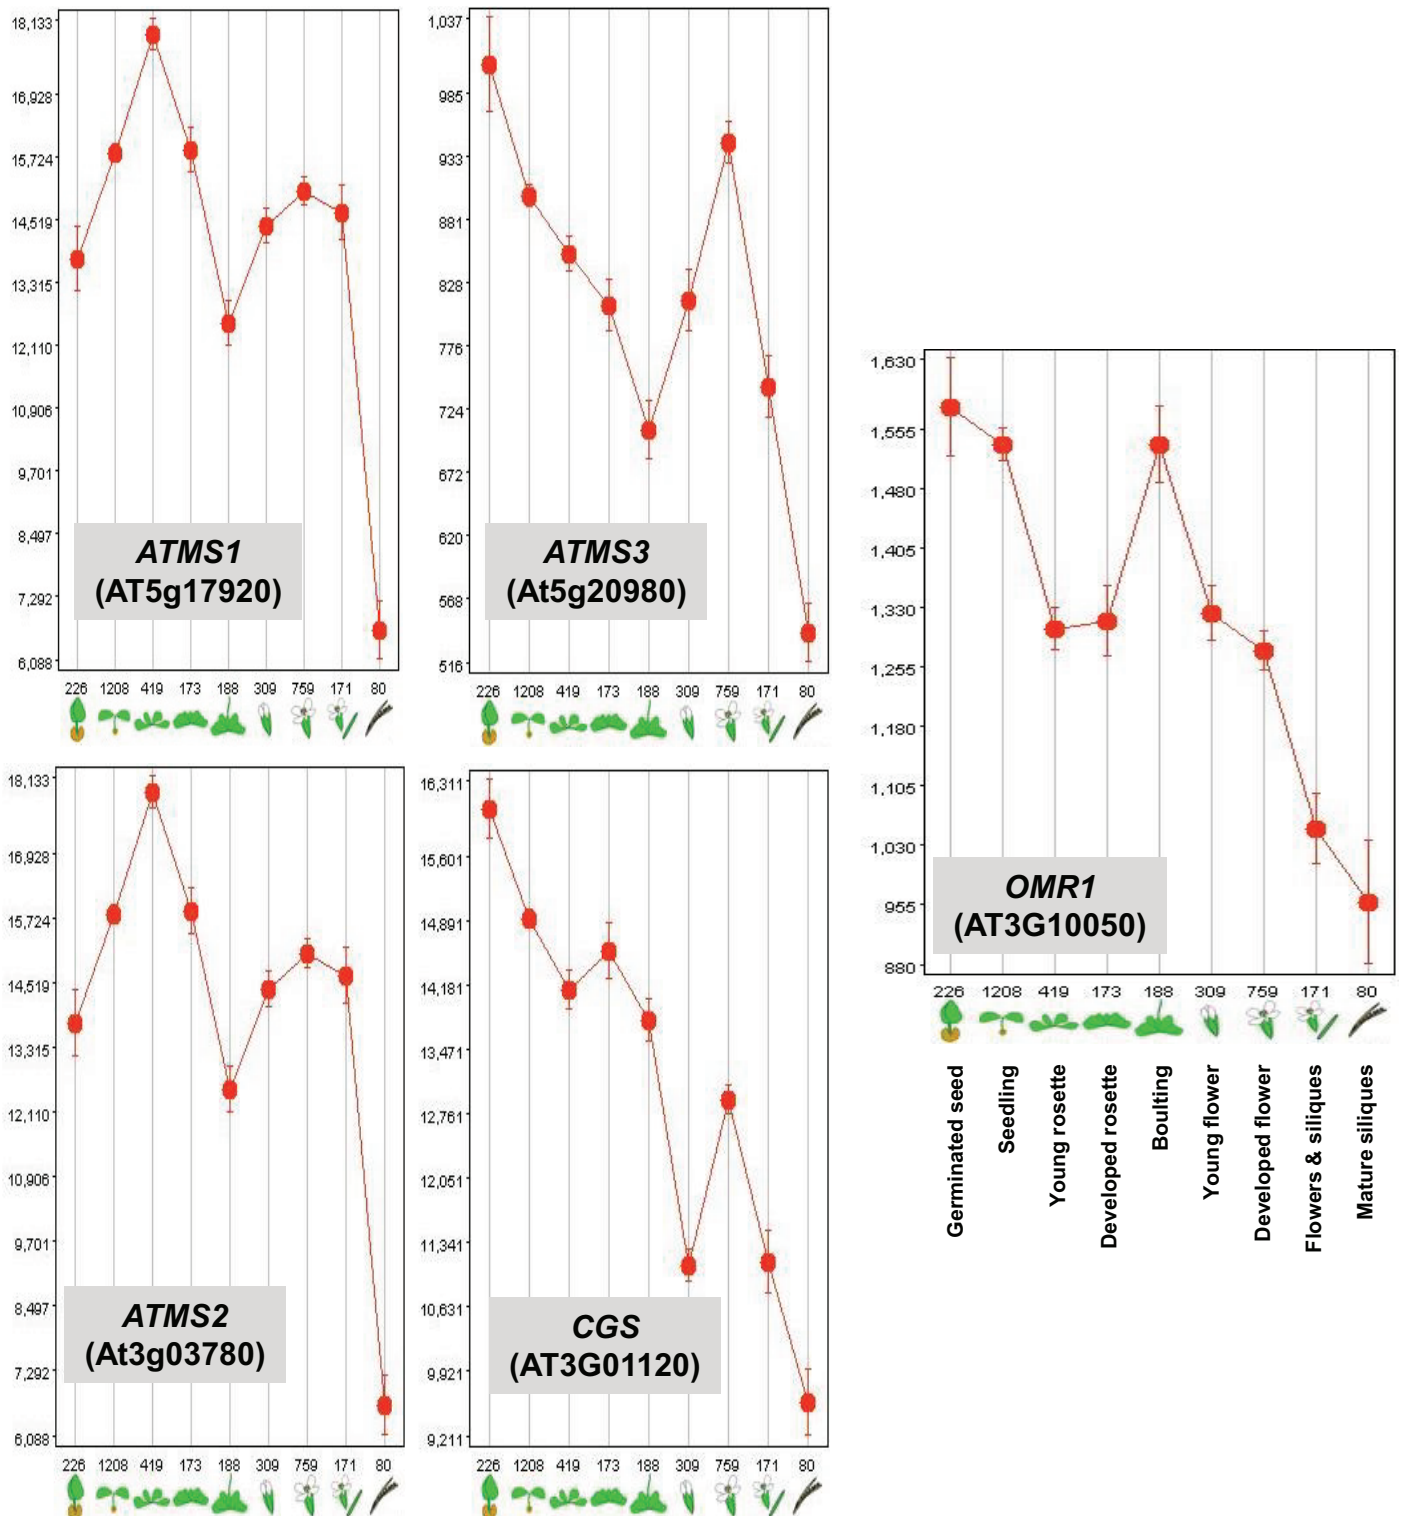 18,133
16,928
15,724
14,519
13,315
12,110
10,906
9,701
8,497
7,292
6,088
ATMS1
(AT5g17920)
226 1208 419 173 188 309 759 171 80
1,037
985
933
881
828
776
724
672
620
568
516
ATMS3
(At5g20980)
226 1208 419 173 188 309 759 171 80
18,133
16,928
15,724
14,519
13,315
12,110
10,906
9,701
8,497
7,292
6,088
ATMS2
(At3g03780)
226 1208 419 173 188 309 759 171 80
16,311
15,601
14,891
14,181
13,471
12,761
12,051
11,341
10,631
9,921
9,211
CGS
(AT3G01120)
226 1208 419 173 188 309 759 171 80
1,630
1,555
1,480
1,405
1,330
1,255
1,180
1,105
1,030
955
880
OMR1
(AT3G10050)
226 1208 419 173 188 309 759 171 80
Germinated seed
Seedling
Young rosette
Developed rosette
Boulting
Young flower
Developed flower
Flowers & siliques
Mature siliques